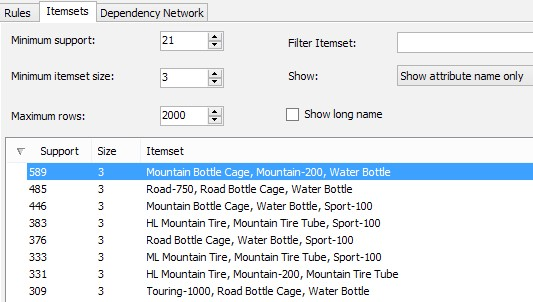 Rules Itemsets Dependency Network
Minimum support: 21 Filter Itemset:
Minimum itemset size: 3 Show: Show attribute name only
Maximum rows: 2000 Show long name
Support Size Itemset
589 3 Mountain Bottle Cage, Mountain-200, Water Bottle
485 3 Road-750, Road Bottle Cage, Water Bottle
446 3 Mountain Bottle Cage, Water Bottle, Sport-100
383 3 HL Mountain Tire, Mountain Tire Tube, Sport-100
376 3 Road Bottle Cage, Water Bottle, Sport-100
333 3 ML Mountain Tire, Mountain Tire Tube, Sport-100
331 3 HL Mountain Tire, Mountain-200, Mountain Tire Tube
309 3 Touring-1000, Road Bottle Cage, Water Bottle